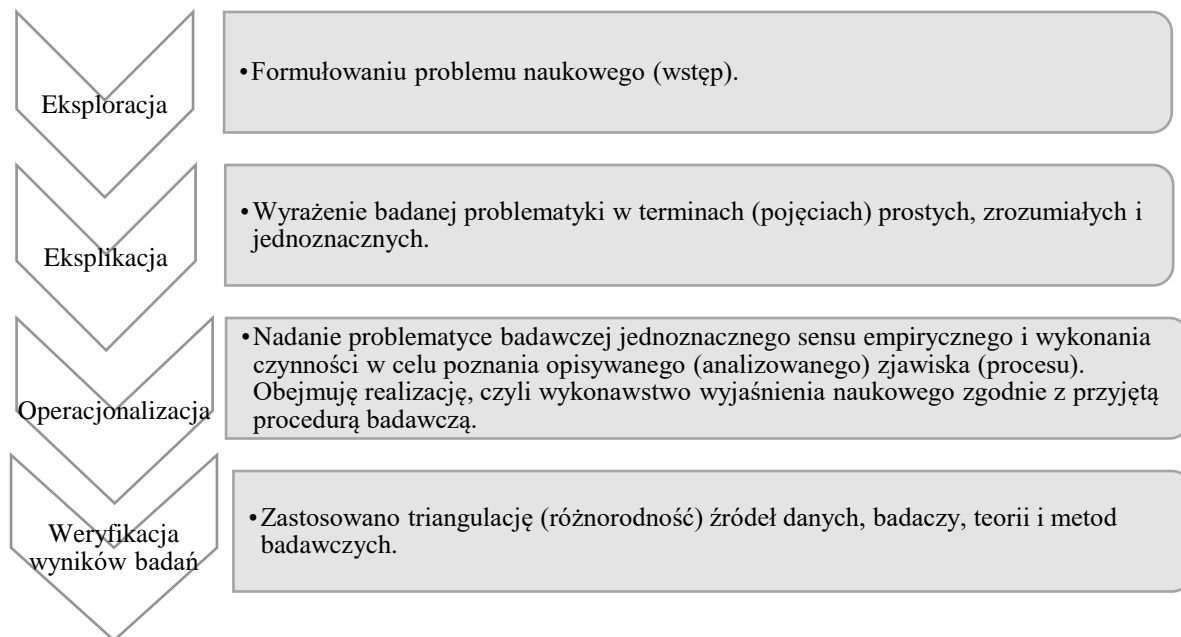 Eksploracja
•Formułowaniu problemu naukowego (wstęp).
Eksplikacja
•Wyrażenie badanej problematyki w terminach (pojęciach) prostych, zrozumiałych i
jednoznacznych.
Operacjonalizacja
•Nadanie problematyce badawczej jednoznacznego sensu empirycznego i wykonania
czynności w celu poznania opisywanego (analizowanego) zjawiska (procesu).
Obejmuję realizację, czyli wykonawstwo wyjaśnienia naukowego zgodnie z przyjętą
procedurą badawczą.
Weryfikacja
wyników badań
•Zastosowano triangulację (różnorodność) źródeł danych, badaczy, teorii i metod
badawczych.